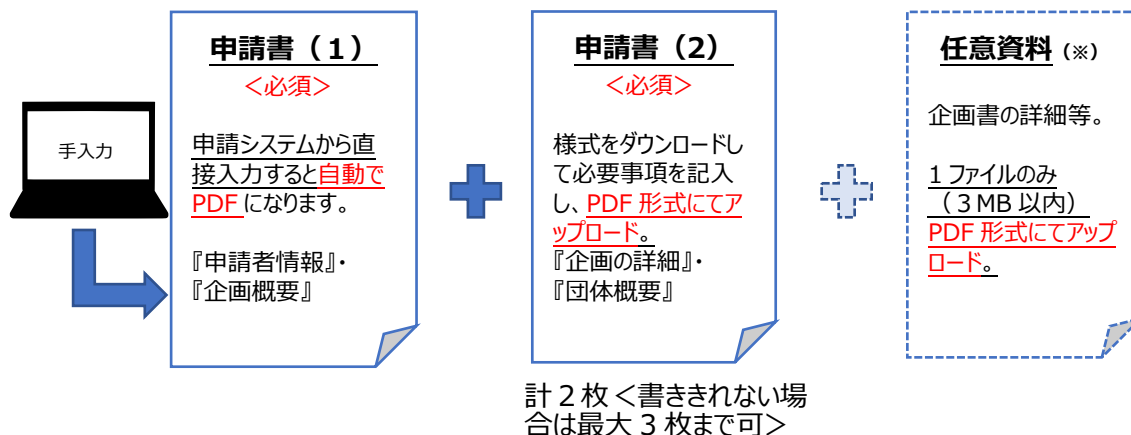 手入力
申請書（１）
＜必須＞
申請システムから直
接入力すると自動で
PDF になります。
『申請者情報』・
『企画概要』
申請書（2）
＜必須＞
様式をダウンロードし
て必要事項を記入
し、PDF 形式にてア
ップロード。
『企画の詳細』・
『団体概要』
計２枚＜書ききれない場
合は最大３枚まで可＞
任意資料（※）
企画書の詳細等。
１ファイルのみ
（３MB 以内）
PDF 形式にてアップ
ロード。